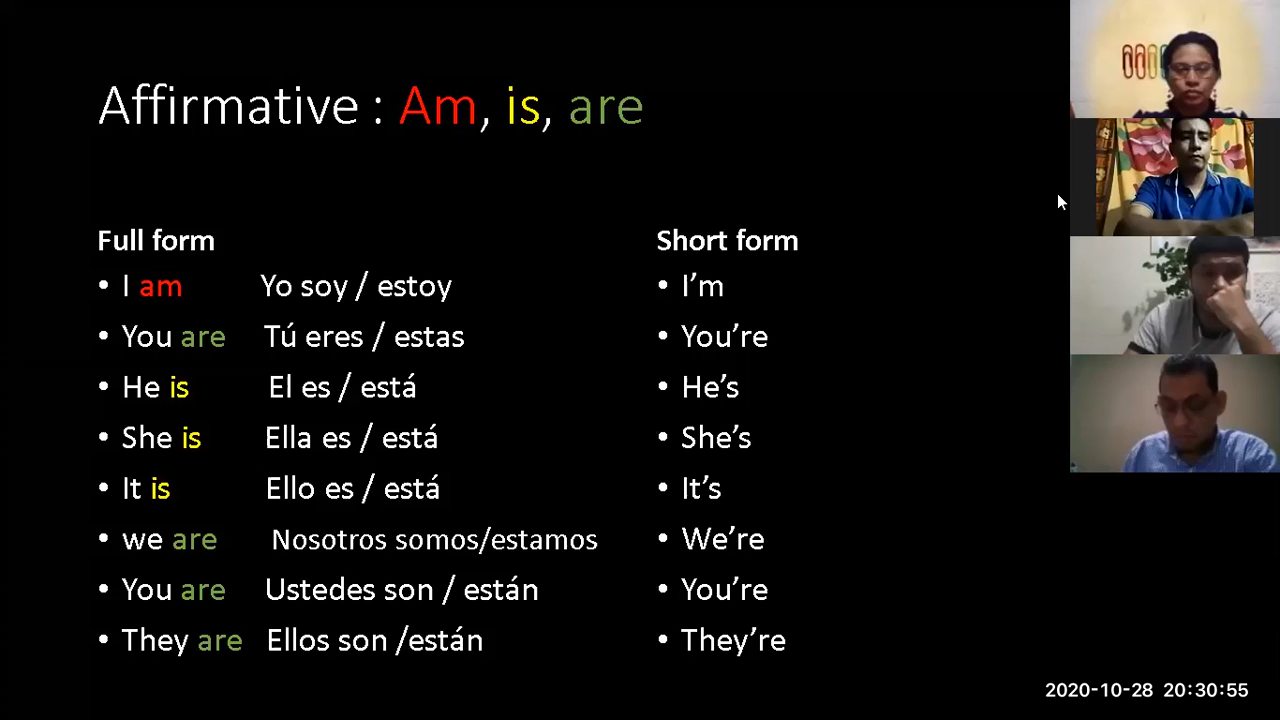 Affirmative : Am, is, are
Full form
• I am Yo soy / estoy
• You are Tú eres / estas
• He is El es / está
• She is Ella es / está
• It is Ello es / está
• we are Nosotros somos/estamos
• You are Ustedes son / están
• They are Ellos son /están
Short form
• I’m
• You’re
• He’s
• She’s
• It’s
• We’re
• You’re
• They’re
2020-10-28 20:30:55